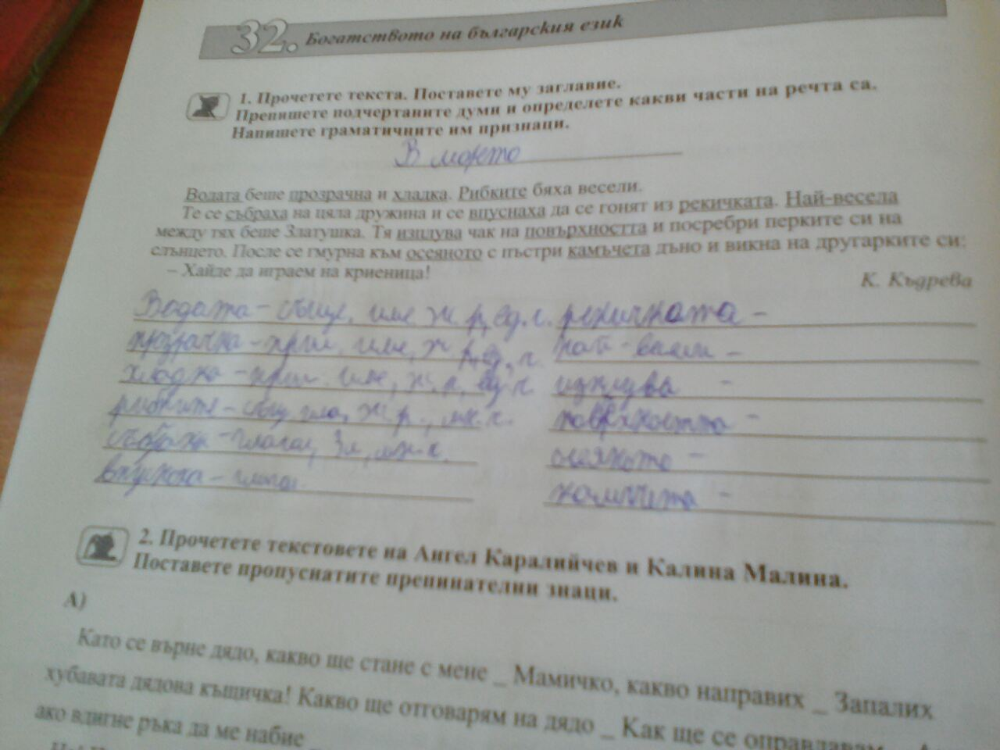 32. Богатството на българския език
1. Прочетете текста. Поставете му заглавие.
Препишете подчертаните думи и определете какви части на речта са.
Напишете граматичните им признаци.
В морето
Водата беше прозрачна и хладка. Рибките бяха весели.
Те се събраха на цяла дружина и се впуснаха да се гонят из рекичката. Най-весела
между тях беше Златушка. Тя изплува чак на повърхността и посребри перките си на
слънцето. После се гмурна към осеяното с пъстри камъчета дъно и викна на другарките си:
– Хайде да играем на криеница!
К. Къдрева
Водата – същ. име ж. р, ед. ч. рекичката –
прозрачна – прил. име, ж. р, ед. ч. най-весела –
хладка – прил. име, ж. р, ед. ч. изплува –
рибките – същ. име, ж. р., мн. ч. повърхността –
събраха – глагол, 3 л, мн. ч. осеяното –
впуснаха – глагол камъчета –
2. Прочетете текстовете на Ангел Каралийчев и Калина Малина.
Поставете пропуснатите препинателни знаци.
А)
Като се върне дядо, какво ще стане с мене _ Мамичко, какво направих _ Запалих
хубавата дядова къщичка! Какво ще отговарям на дядо _ Как ще се оправдавам
ако вдигне ръка да ме набие _